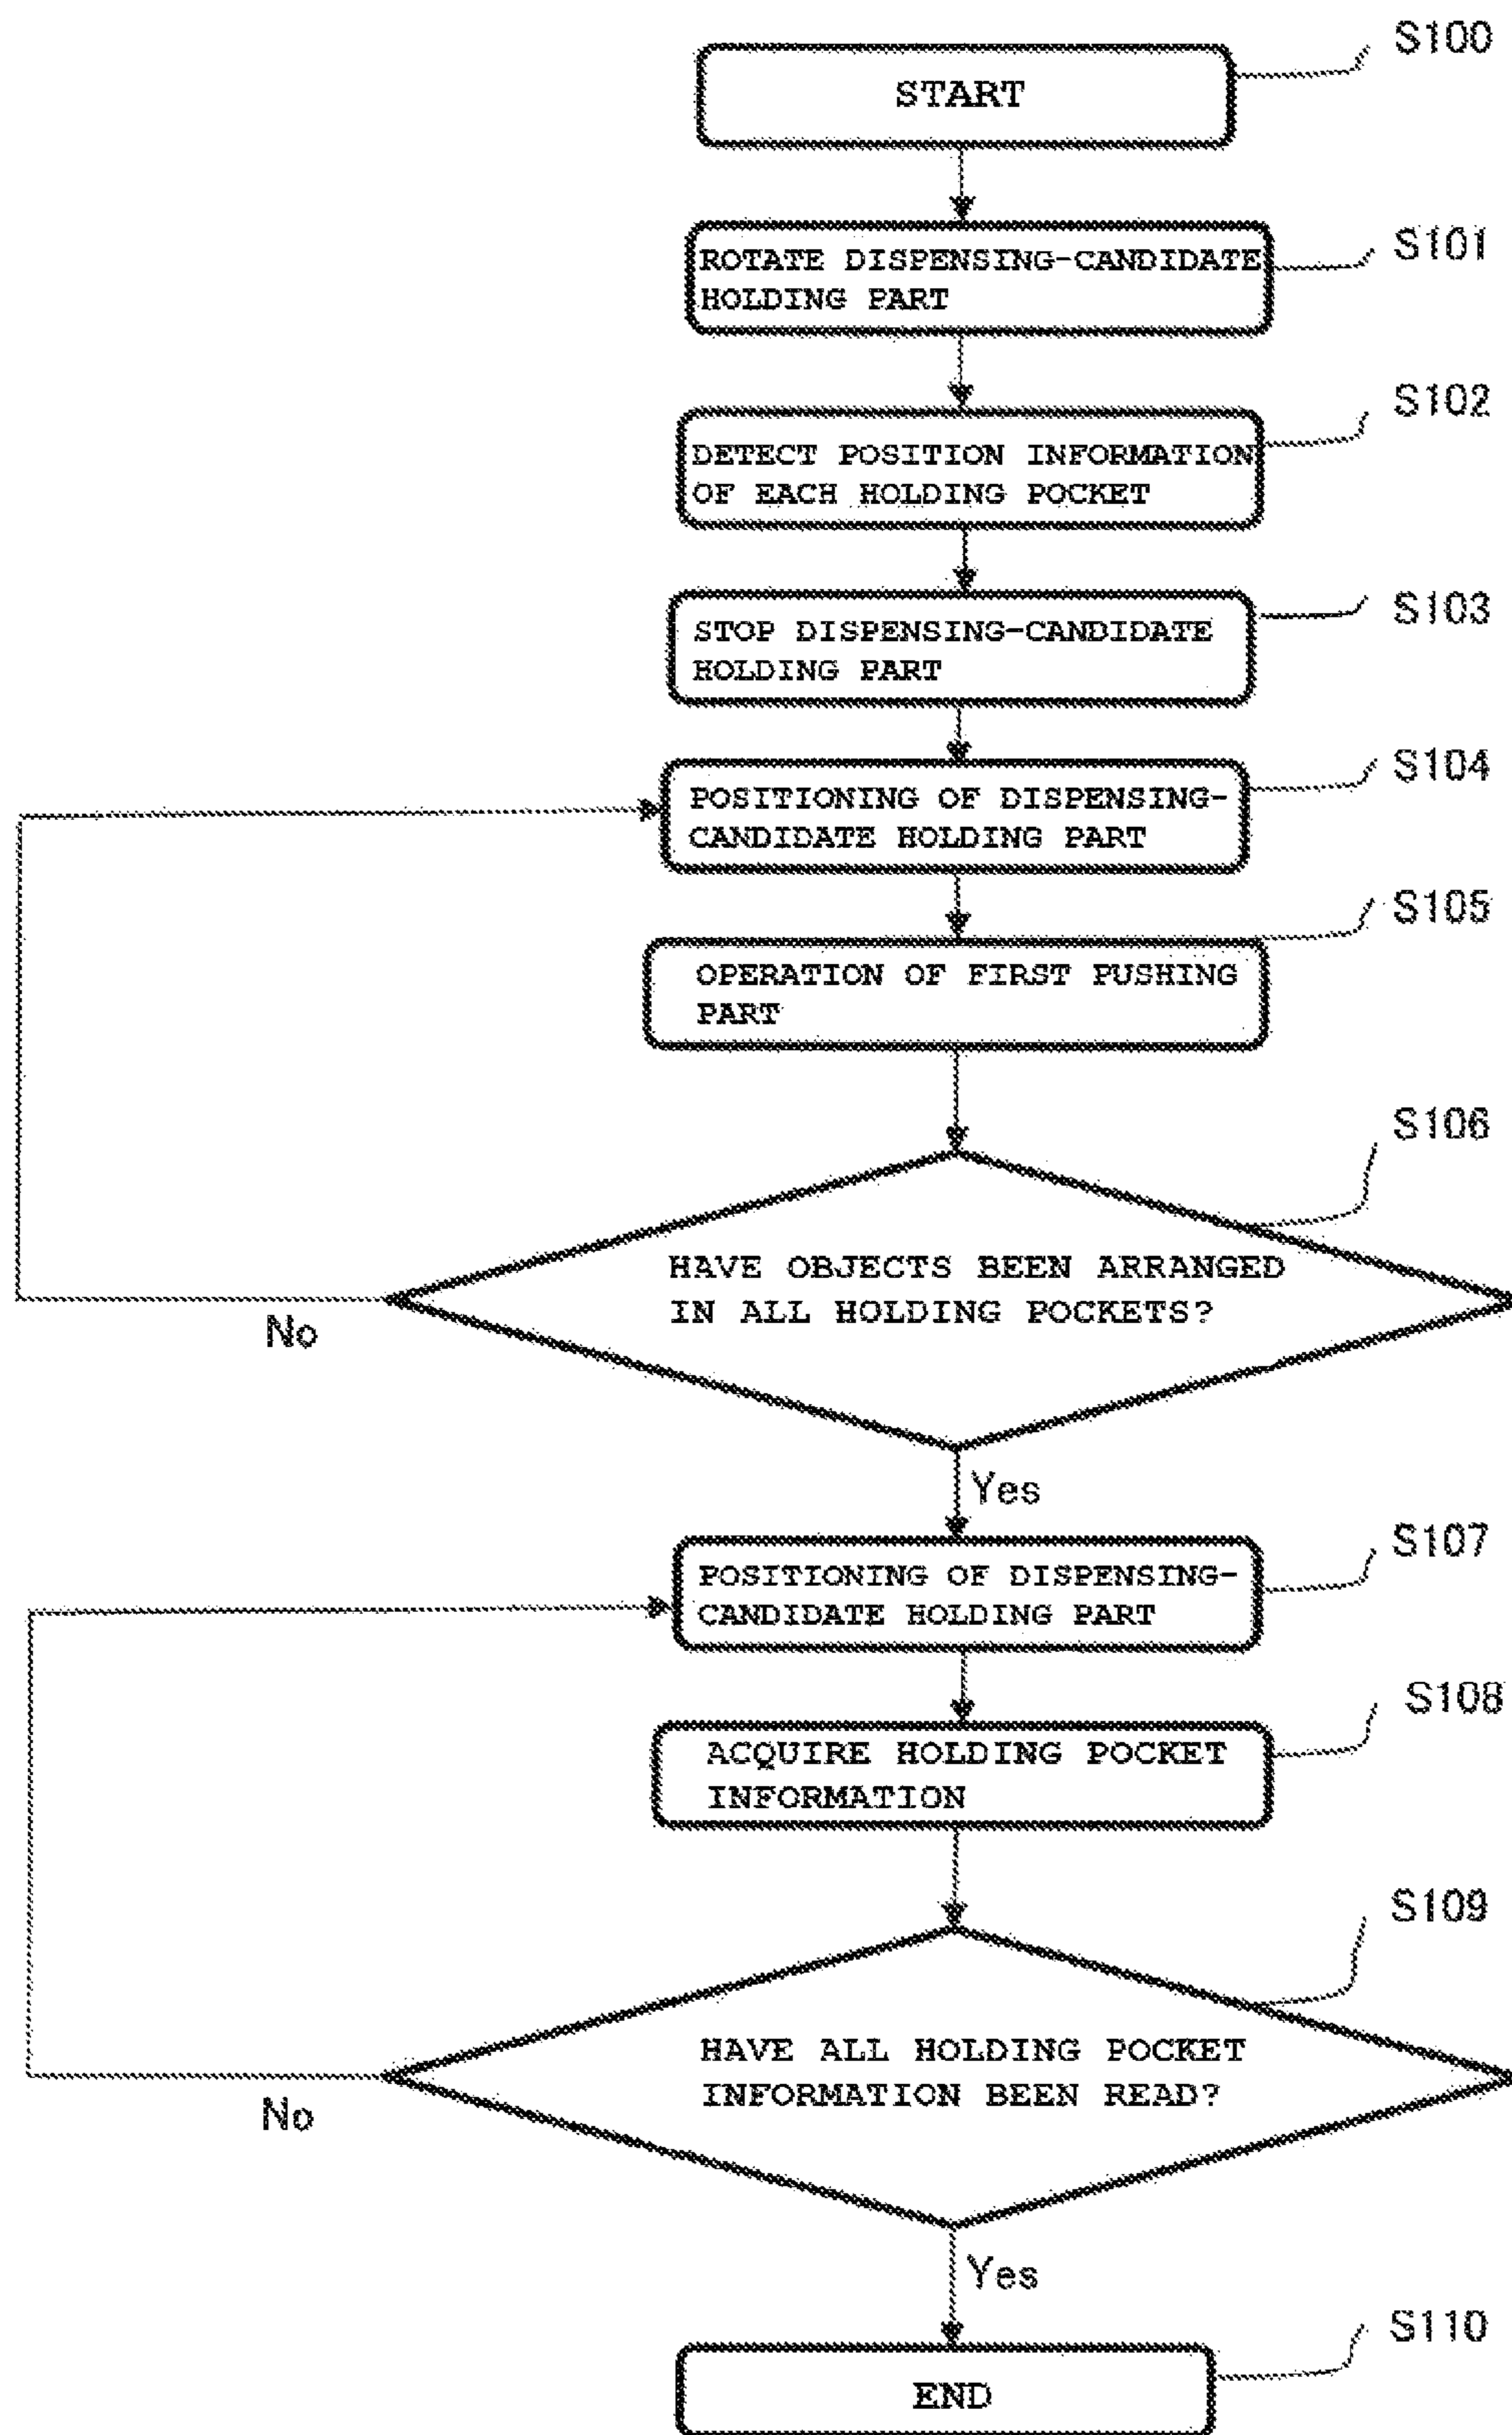 S100
START
S101
ROTATE DISPENSING-CANDIDATE
HOLDING PART
S102
DETECT POSITION INFORMATION
OF EACH HOLDING POCKET
S103
STOP DISPENSING-CANDIDATE
HOLDING PART
S104
POSITIONING OF DISPENSING-
CANDIDATE HOLDING PART
S105
OPERATION OF FIRST PUSHING
PART
S106
HAVE OBJECTS BEEN ARRANGED
IN ALL HOLDING POCKETS?
No
Yes
S107
POSITIONING OF DISPENSING-
CANDIDATE HOLDING PART
S108
ACQUIRE HOLDING POCKET
INFORMATION
S109
HAVE ALL HOLDING POCKET
INFORMATION BEEN READ?
No
Yes
S110
END